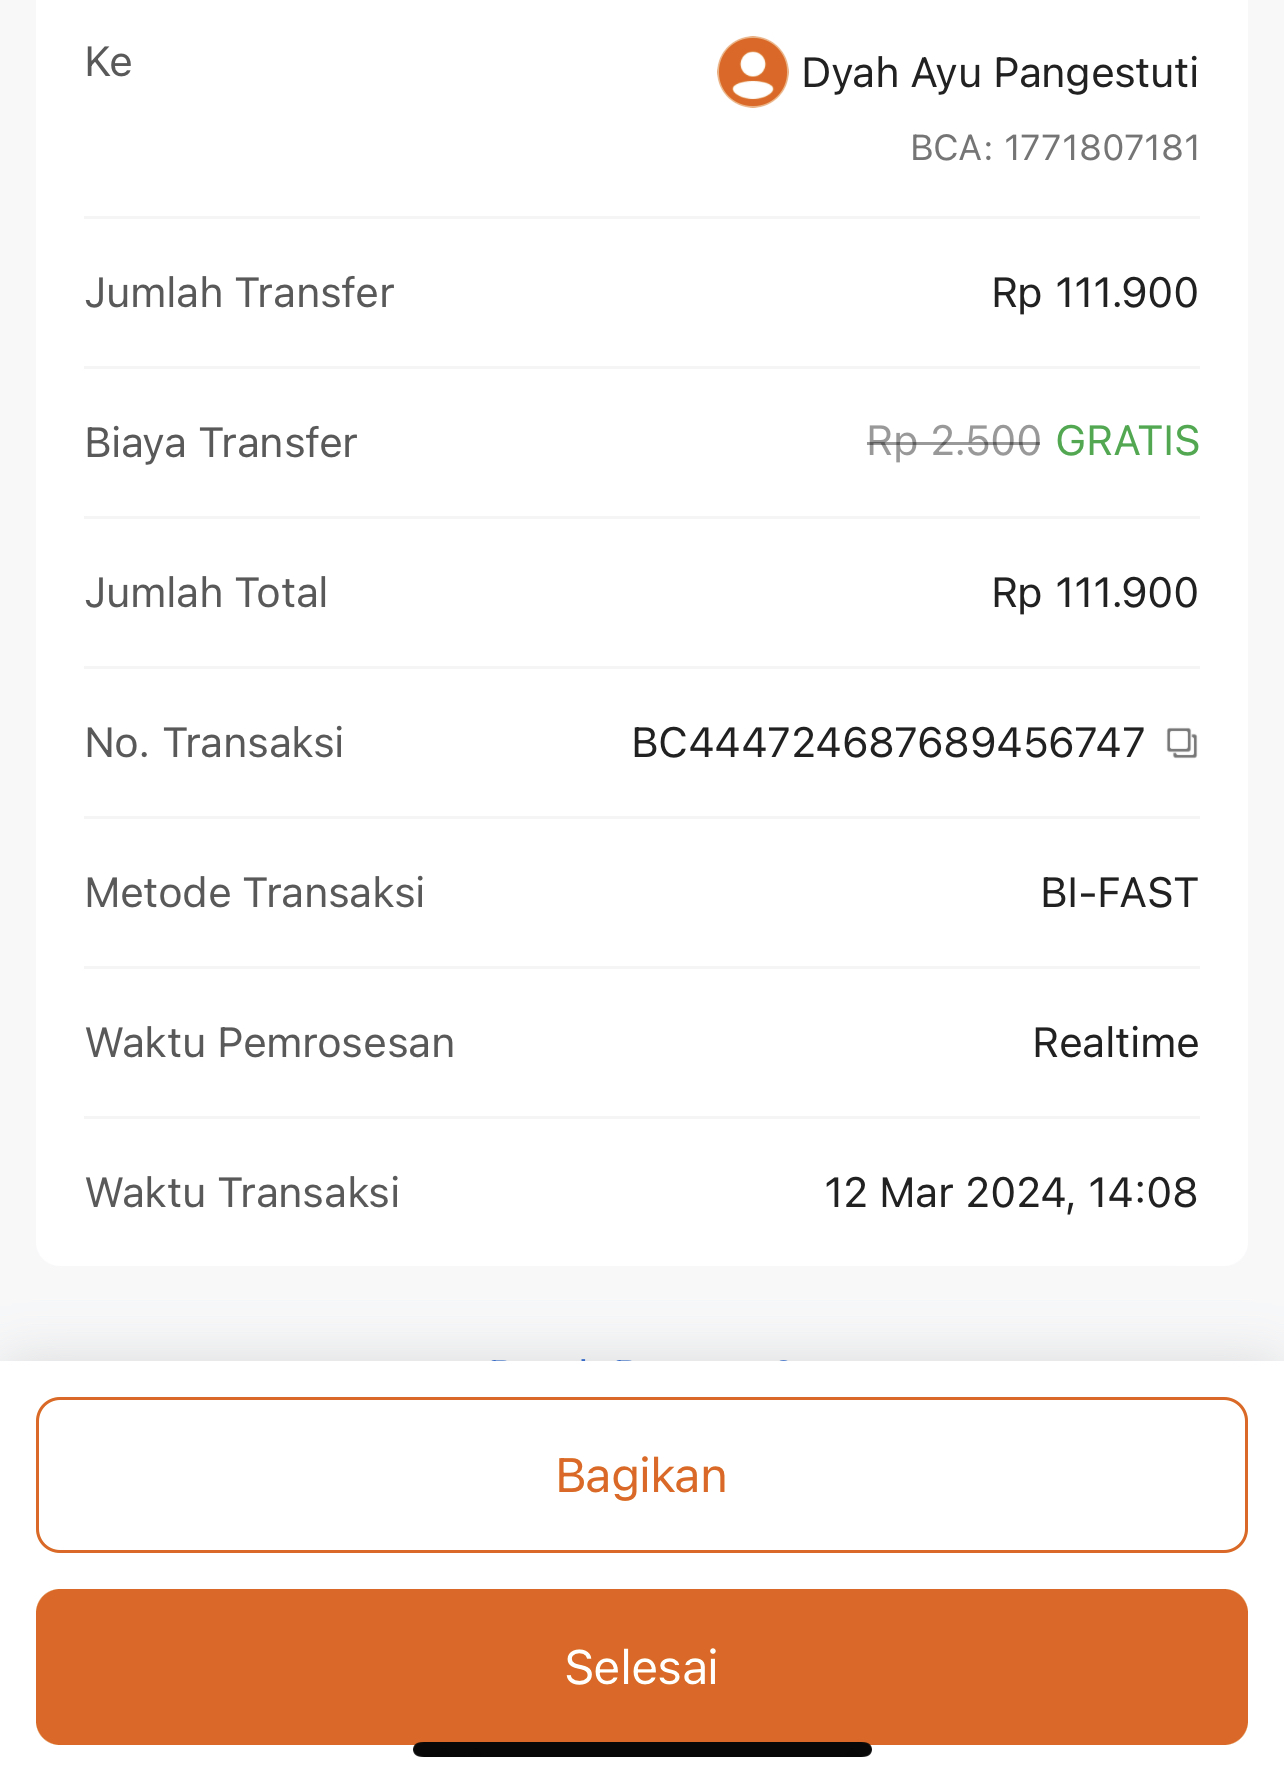 Ke
Dyah Ayu Pangestuti
BCA: 1771807181
Jumlah Transfer
Rp 111.900
Biaya Transfer
Rp 2.500 GRATIS
Jumlah Total
Rp 111.900
No. Transaksi
BC444724687689456747
Metode Transaksi
BI-FAST
Waktu Pemrosesan
Realtime
Waktu Transaksi
12 Mar 2024, 14:08
Bagikan
Selesai